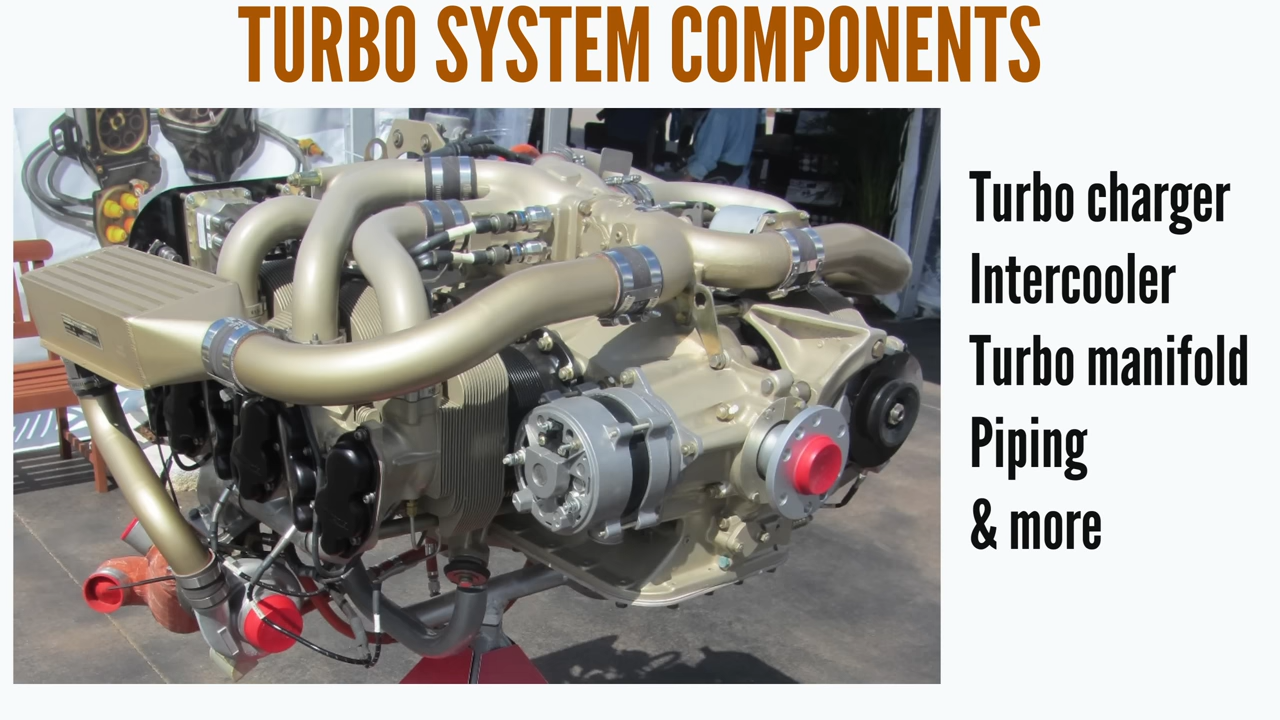 TURBO SYSTEM COMPONENTS
Turbo charger
Intercooler
Turbo manifold
Piping
& more